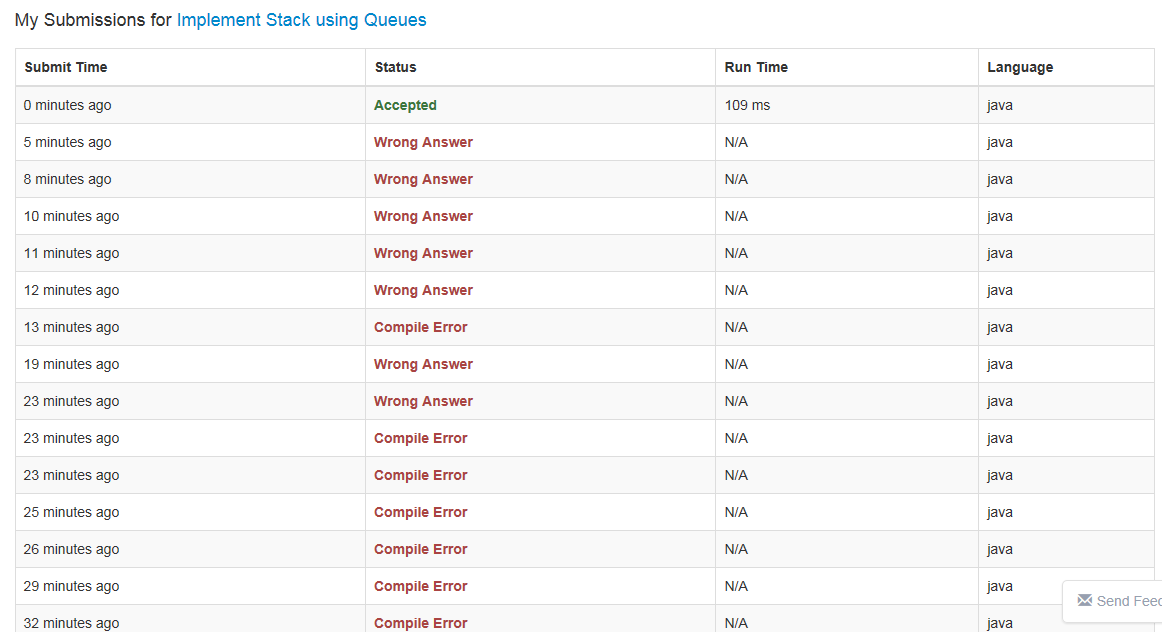 My Submissions for Implement Stack using Queues
Submit Time Status Run Time Language
0 minutes ago Accepted 109 ms java
5 minutes ago Wrong Answer N/A java
8 minutes ago Wrong Answer N/A java
10 minutes ago Wrong Answer N/A java
11 minutes ago Wrong Answer N/A java
12 minutes ago Wrong Answer N/A java
13 minutes ago Compile Error N/A java
19 minutes ago Wrong Answer N/A java
23 minutes ago Wrong Answer N/A java
23 minutes ago Compile Error N/A java
23 minutes ago Compile Error N/A java
25 minutes ago Compile Error N/A java
26 minutes ago Compile Error N/A java
29 minutes ago Compile Error N/A java
Send Feed
32 minutes ago Compile Error N/A java